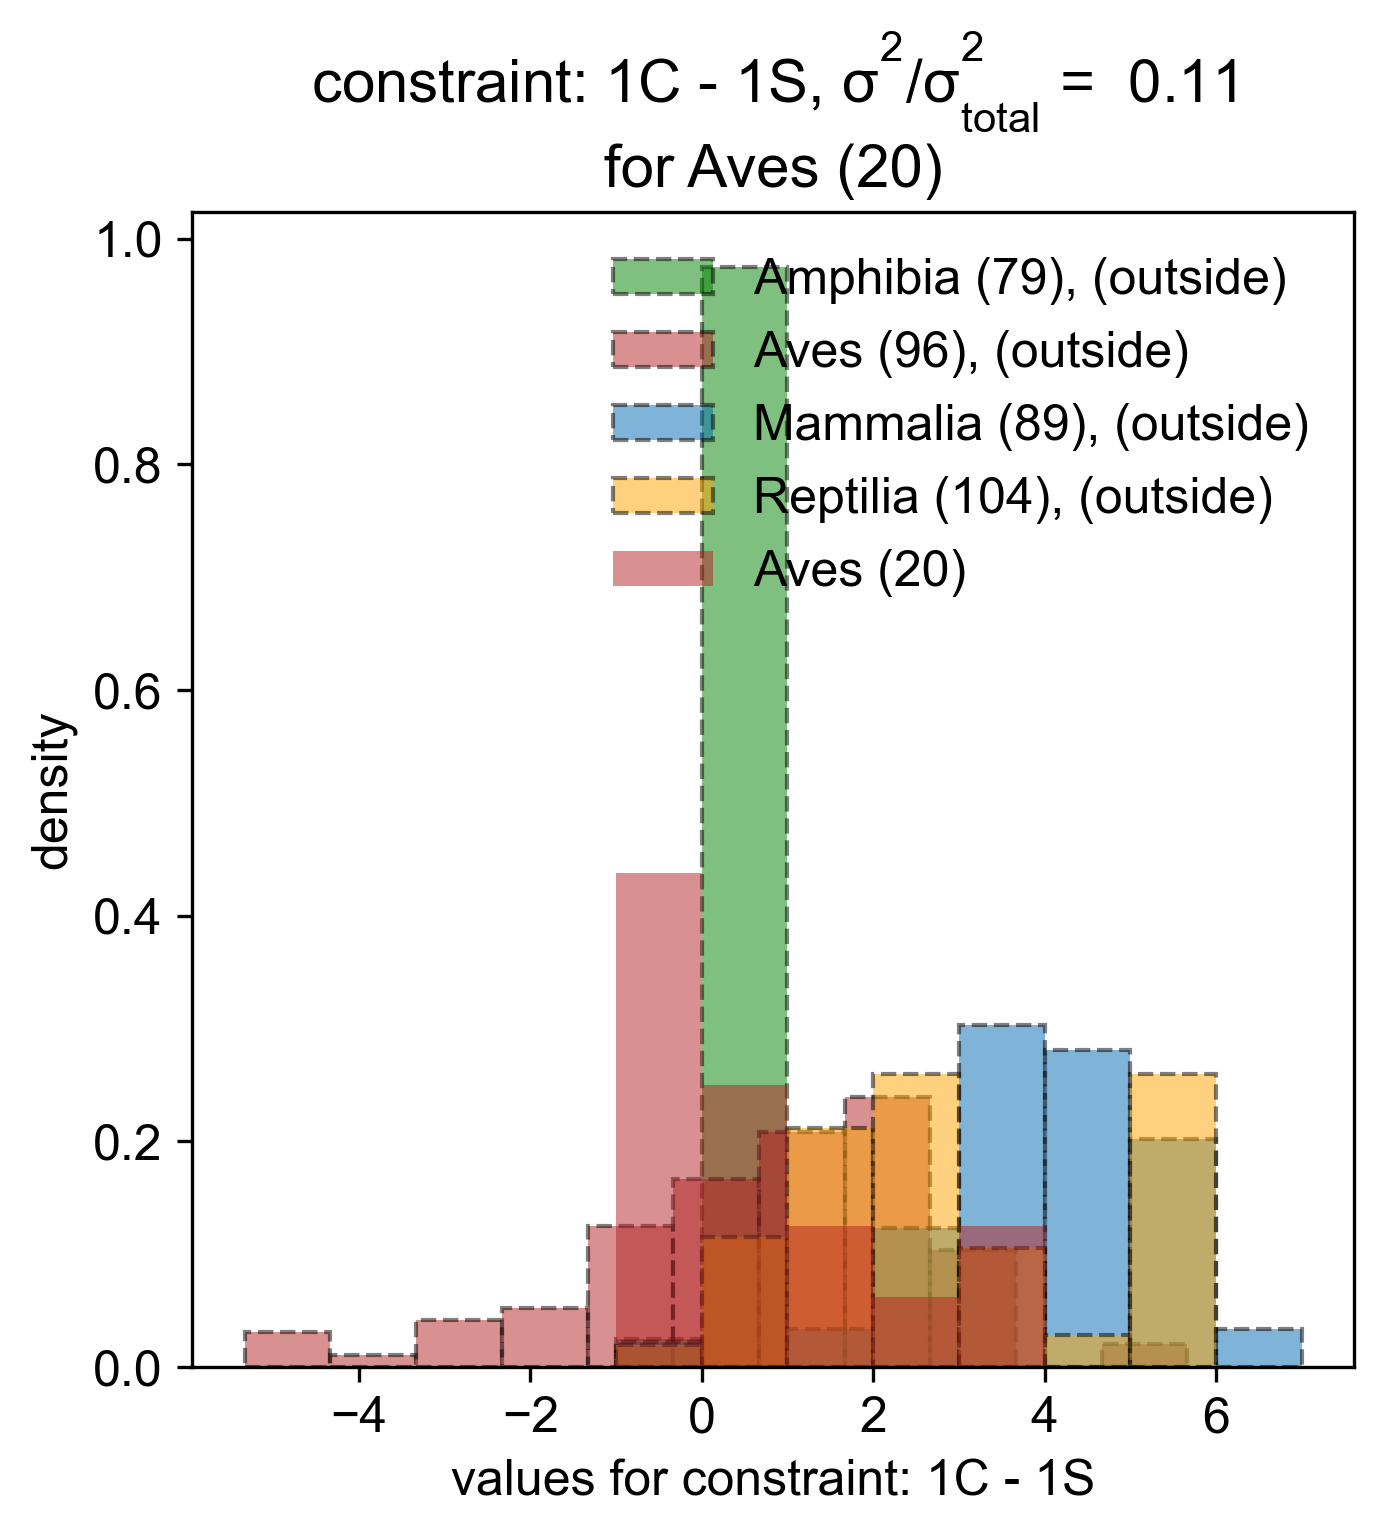 constraint: 1C - 1S, σ²/σ²total = 0.11
for Aves (20)
1.0
0.8
0.6
0.4
0.2
0.0
density
Amphibia (79), (outside)
Aves (96), (outside)
Mammalia (89), (outside)
Reptilia (104), (outside)
Aves (20)
−4 −2 0 2 4 6
values for constraint: 1C - 1S